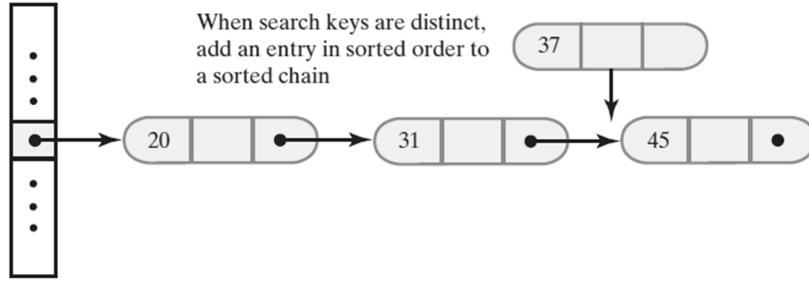 When search keys are distinct,
add an entry in sorted order to
a sorted chain
37
20
31
45